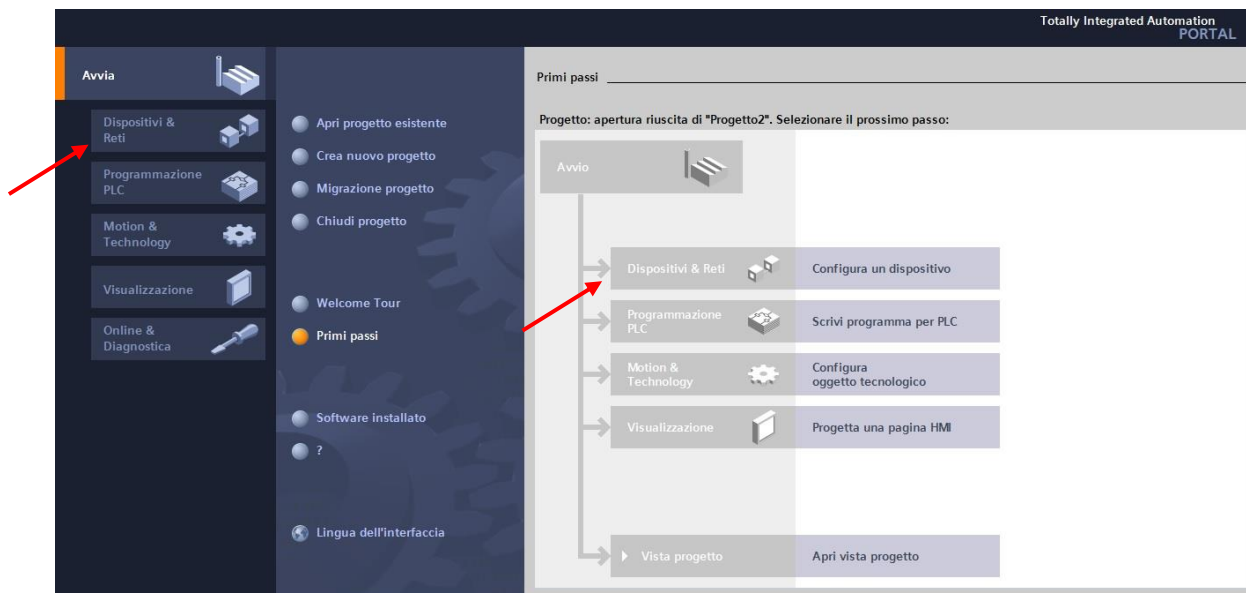 Totally Integrated Automation
PORTAL
Avvia
Dispositivi &
Reti
Programmazione
PLC
Motion &
Technology
Visualizzazione
Online &
Diagnostica
Apri progetto esistente
Crea nuovo progetto
Migrazione progetto
Chiudi progetto
Welcome Tour
Primi passi
Software installato
?
Lingua dell'interfaccia
Primi passi
Progetto: apertura riuscita di "Progetto2". Selezionare il prossimo passo:
Avvio
Dispositivi & Reti
Configura un dispositivo
Programmazione
PLC
Scrivi programma per PLC
Motion &
Technology
Configura
oggetto tecnologico
Visualizzazione
Progetta una pagina HMI
Vista progetto
Apri vista progetto